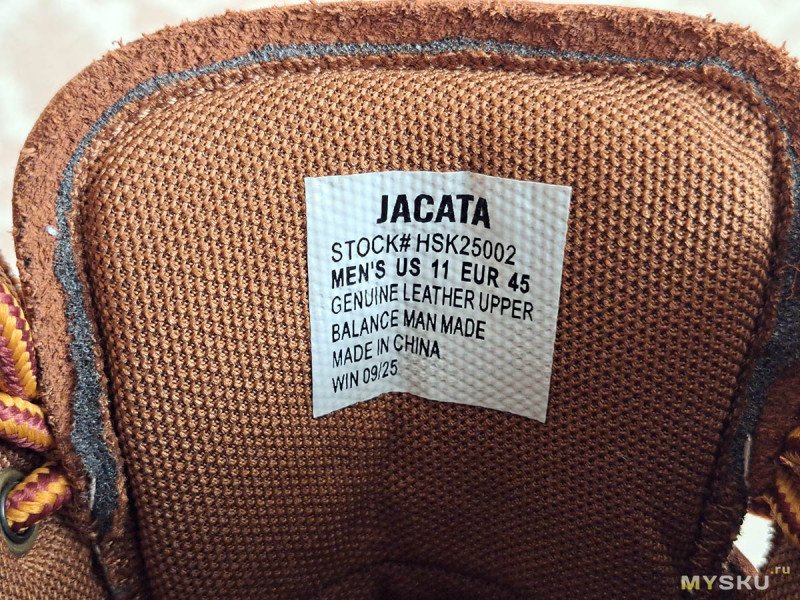 JACATA
STOCK# HSK25002
MEN'S US 11 EUR 45
GENUINE LEATHER UPPER
BALANCE MAN MADE
MADE IN CHINA
WIN 09/25
MYSKU.ru